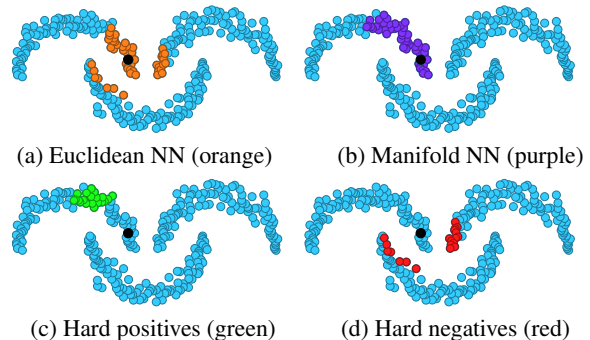 (a) Euclidean NN (orange)
(b) Manifold NN (purple)
(c) Hard positives (green)
(d) Hard negatives (red)